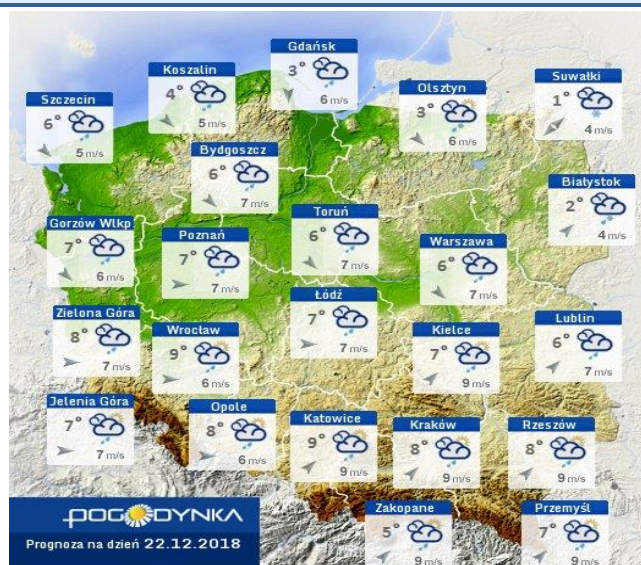 Gdańsk
3°
6 m/s
Koszalin
4°
5 m/s
Suwałki
1°
4 m/s
Olsztyn
3°
6 m/s
Szczecin
6°
5 m/s
Bydgoszcz
6°
7 m/s
Białystok
2°
4 m/s
Toruń
6°
7 m/s
Gorzów Wlkp
7°
6 m/s
Poznań
7°
7 m/s
Warszawa
6°
7 m/s
Łódź
7°
7 m/s
Zielona Góra
8°
7 m/s
Wrocław
9°
6 m/s
Kielce
7°
9 m/s
Lublin
6°
7 m/s
Jelenia Góra
7°
7 m/s
Opole
8°
6 m/s
Katowice
9°
9 m/s
Kraków
8°
9 m/s
Rzeszów
8°
9 m/s
Zakopane
5°
9 m/s
Przemyśl
7°
9 m/s
POGODYNKA
Prognoza na dzień 22.12.2018